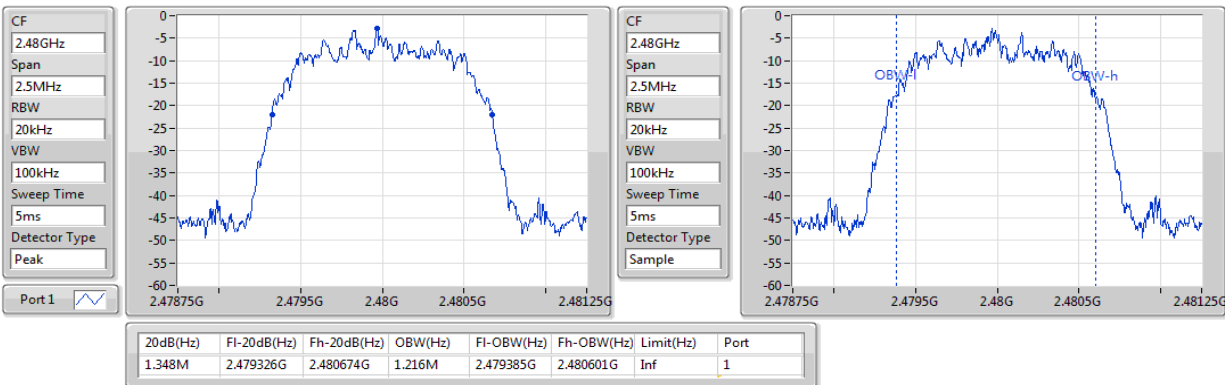 CF
2.48GHz
Span
2.5MHz
RBW
20kHz
VBW
100kHz
Sweep Time
5ms
Detector Type
Peak
Port 1
0
-5
-10
-15
-20
-25
-30
-35
-40
-45
-50
-55
-60
2.47875G 2.4795G 2.48G 2.4805G 2.48125G
CF
2.48GHz
Span
2.5MHz
RBW
20kHz
VBW
100kHz
Sweep Time
5ms
Detector Type
Sample
0
-5
-10
-15
-20
-25
-30
-35
-40
-45
-50
-55
-60
OBW-l OBW-h
2.47875G 2.4795G 2.48G 2.4805G 2.48125G
20dB(Hz) Fl-20dB(Hz) Fh-20dB(Hz) OBW(Hz) Fl-OBW(Hz) Fh-OBW(Hz) Limit(Hz) Port
1.348M 2.479326G 2.480674G 1.216M 2.479385G 2.480601G Inf 1